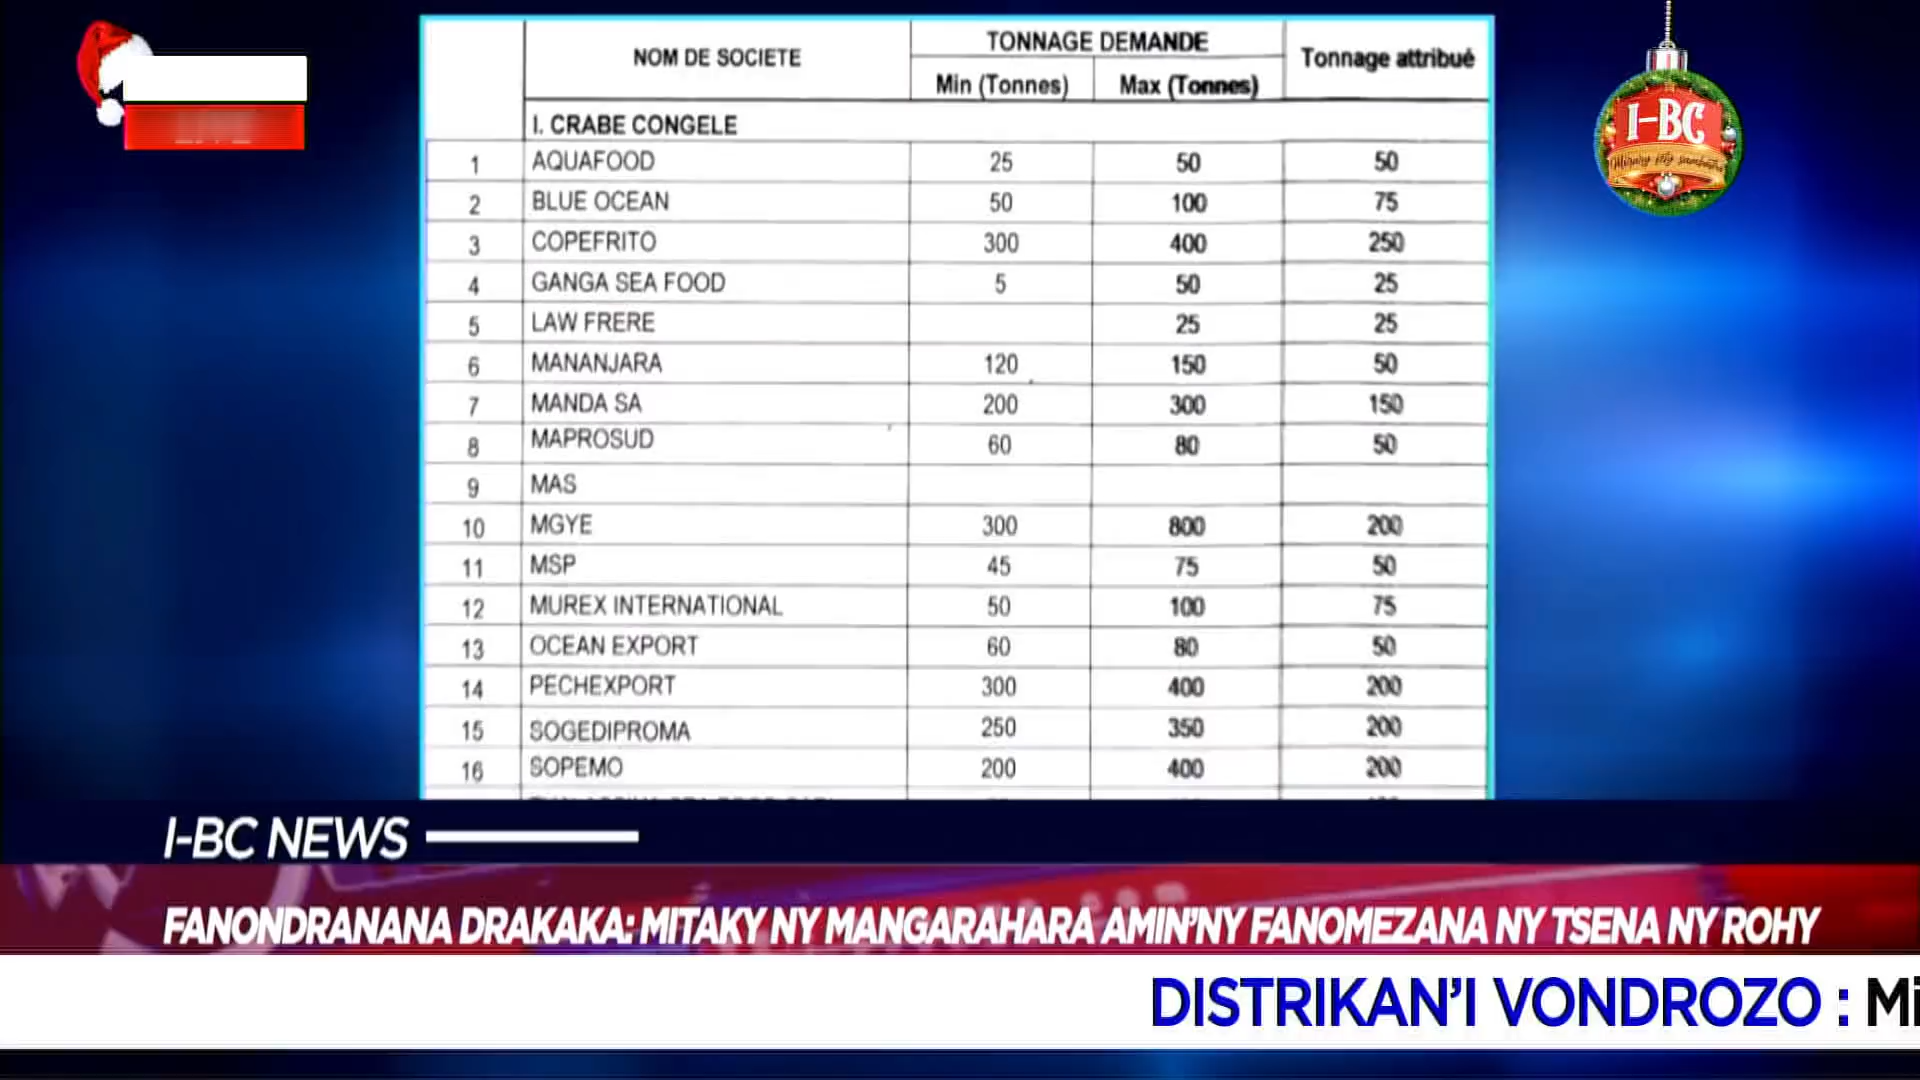 NOM DE SOCIETE TONNAGE DEMANDE Tonnage attribué
Min (Tonnes) Max (Tonnes)
I. CRABE CONGELE
1 AQUAFOOD 25 50 50
2 BLUE OCEAN 50 100 75
3 COPEFRITO 300 400 250
4 GANGA SEA FOOD 5 50 25
5 LAW FRERE 25 25
6 MANANJARA 120 150 50
7 MANDA SA 200 300 150
8 MAPROSUD 60 80 50
9 MAS
10 MGYE 300 800 200
11 MSP 45 75 50
12 MUREX INTERNATIONAL 50 100 75
13 OCEAN EXPORT 60 80 50
14 PECHEXPORT 300 400 200
15 SOGEDIPROMA 250 350 200
16 SOPEMO 200 400 200
I-BC
I-BC NEWS
FANONDRANANA DRAKAKA: MITAKY NY MANGARAHARA AMIN'NY FANOMEZANA NY TSENA NY ROHY
DISTRIKAN'I VONDROZO : Mi